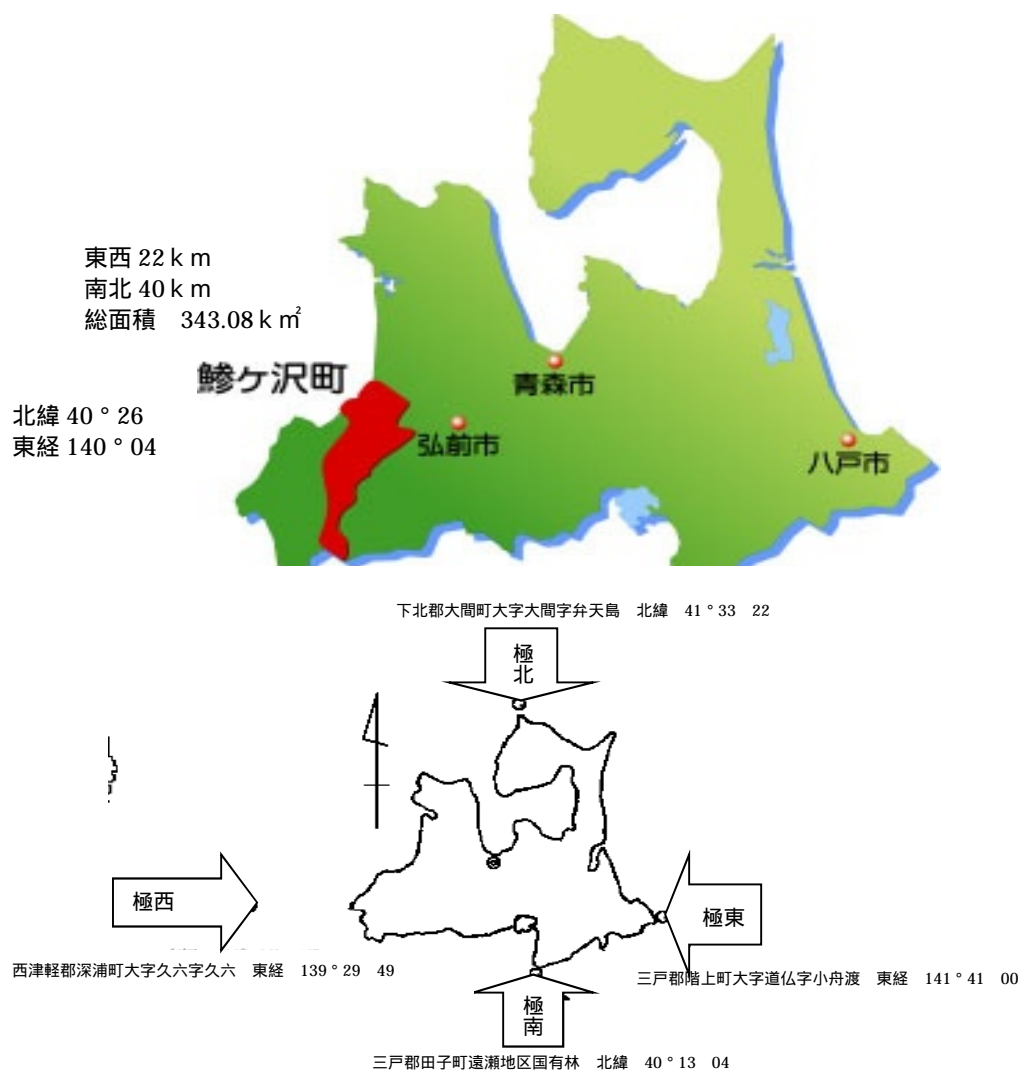 東西 22ｋｍ
南北 40ｋｍ
総面積　343.08ｋ㎡
鰺ヶ沢町
青森市
北緯 40°26
東経 140°04
弘前市
八戸市
下北郡大間町大字大間字弁天島　北緯　41°33　22
極北
極西
極東
西津軽郡深浦町大字久六字久六　東経　139°29　49
三戸郡階上町大字道仏字小舟渡　東経　141°41　00
極南
三戸郡田子町遠瀬地区国有林　北緯　40°13　04